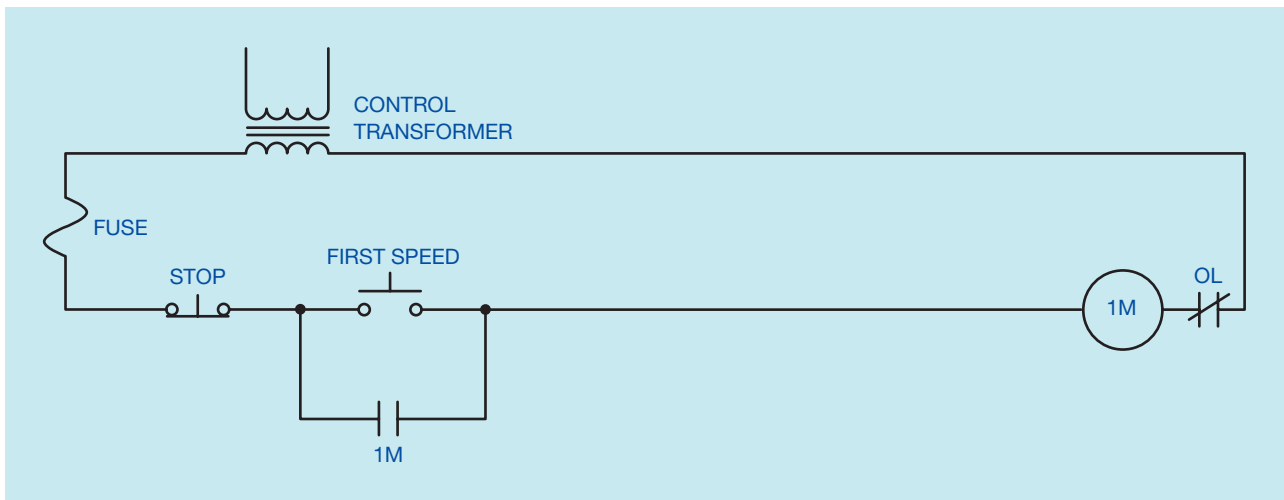 CONTROL
TRANSFORMER
FUSE
STOP
FIRST SPEED
1M
OL
1M